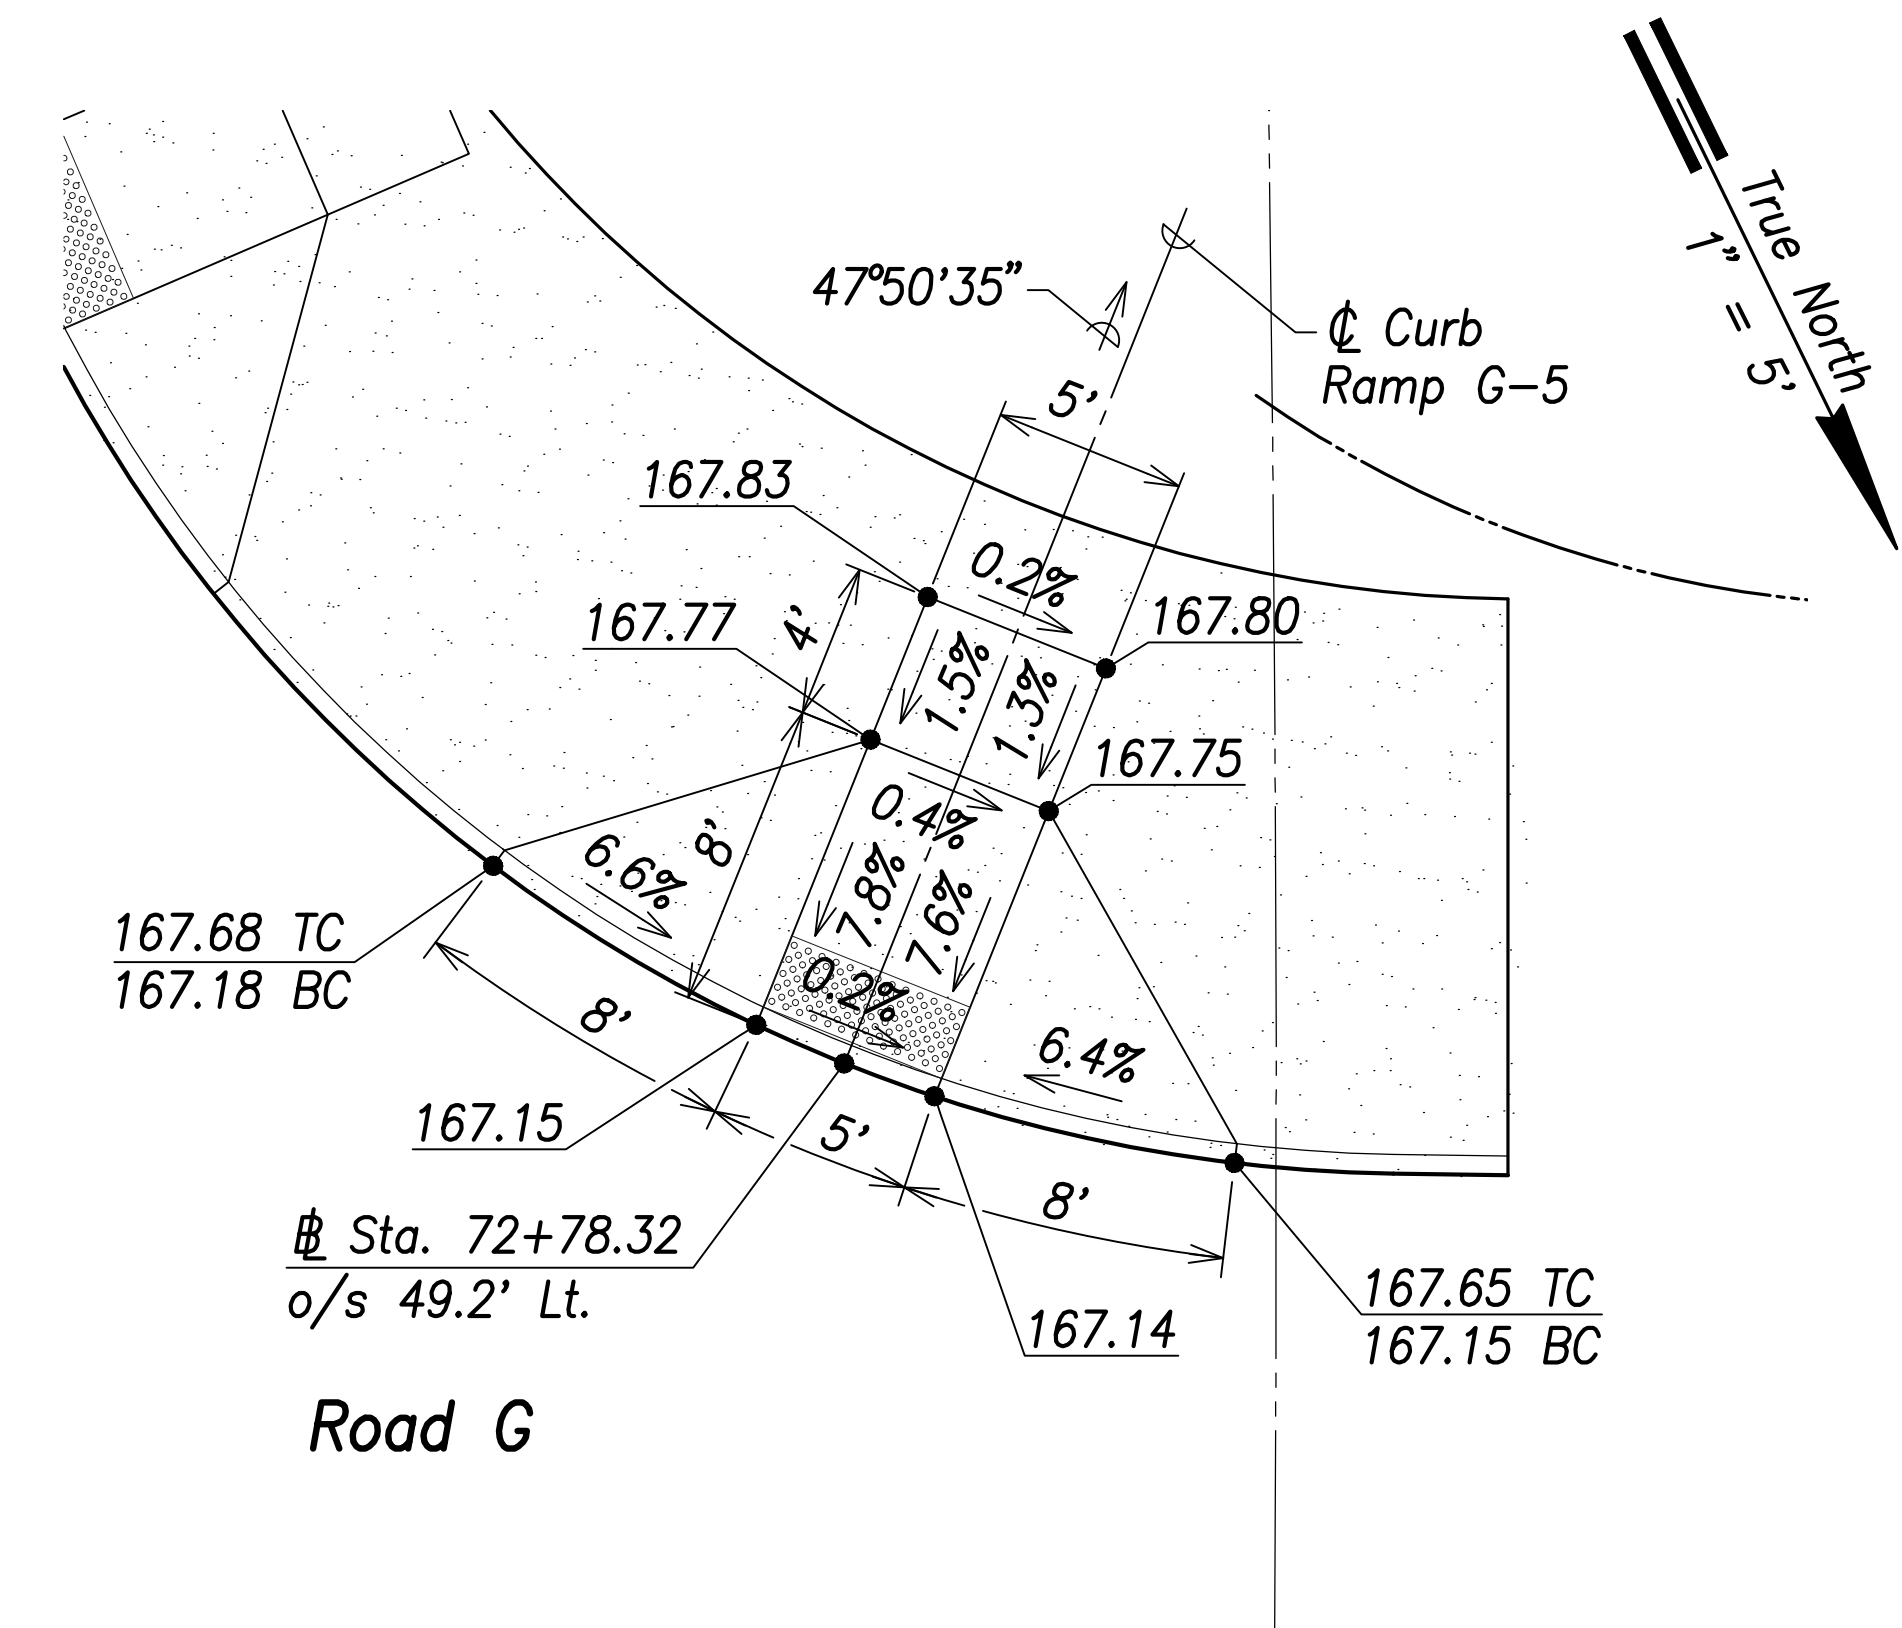 True North
1" = 5'
47°50'35"
℄ Curb
Ramp G-5
5'
167.83
0.2%
167.77
4'
1.5%
1.3%
167.80
167.75
0.4%
8'
6.6%
7.8%
7.6%
167.68 TC
167.18 BC
0.2%
8'
6.4%
167.15
5'
8'
BL Sta. 72+78.32
o/s 49.2' Lt.
167.65 TC
167.15 BC
167.14
Road G